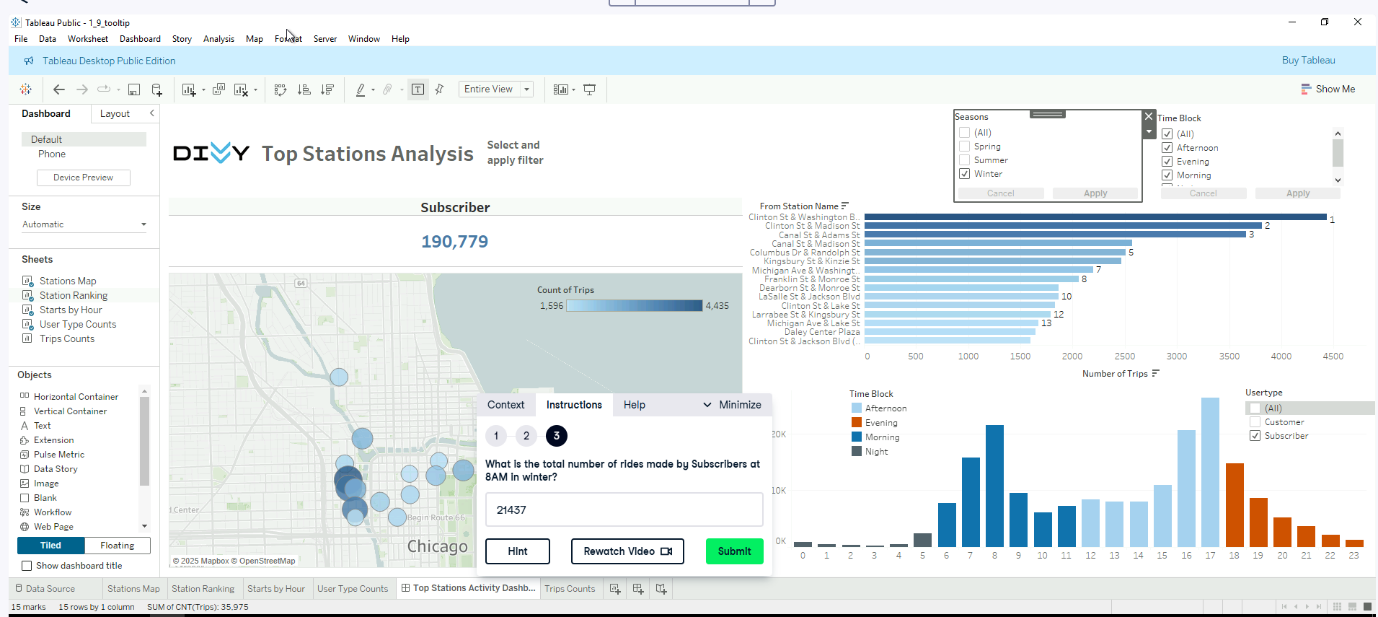 Tableau Public - 1_9_tooltip
File Data Worksheet Dashboard Story Analysis Map Format Server Window Help
Tableau Desktop Public Edition
Buy Tableau
Entire View
Show Me
Dashboard
Layout
Default
Phone
Device Preview
Size
Automatic
Sheets
Stations Map
Station Ranking
Starts by Hour
User Type Counts
Trips Counts
Objects
Horizontal Container
Vertical Container
Text
Extension
Pulse Metric
Data Story
Image
Blank
Workflow
Web Page
Tiled
Floating
Show dashboard title
DIVVY
Top Stations Analysis
Select and
apply filter
Seasons
(All)
Spring
Summer
Winter
Cancel
Apply
Time Block
(All)
Afternoon
Evening
Morning
Cancel
Apply
Subscriber
190,779
64
Count of Trips
1,596
4,435
d Center
Begin Route 66
Chicago
© 2025 Mapbox © OpenStreetMap
From Station Name
Clinton St & Washington B..
Clinton St & Madison St
Canal St & Adams St
Canal St & Madison St
Columbus Dr & Randolph St
Kingsbury St & Kinzie St
Michigan Ave & Washingt..
Franklin St & Monroe St
Dearborn St & Monroe St
LaSalle St & Jackson Blvd
Clinton St & Lake St
Larrabee St & Kingsbury St
Michigan Ave & Lake St
Daley Center Plaza
Clinton St & Jackson Blvd (..
1
2
3
5
7
8
10
12
13
0 500 1000 1500 2000 2500 3000 3500 4000 4500
Number of Trips
Context
Instructions
Help
Minimize
1 2 3
What is the total number of rides made by Subscribers at
8AM in winter?
21437
Hint
Rewatch Video
Submit
Time Block
Afternoon
Evening
Morning
Night
Usertype
(All)
Customer
Subscriber
20K
10K
0K
0 1 2 3 4 5 6 7 8 9 10 11 12 13 14 15 16 17 18 19 20 21 22 23
Data Source
Stations Map
Station Ranking
Starts by Hour
User Type Counts
Top Stations Activity Dashb...
Trips Counts
15 marks 15 rows by 1 column SUM of CNT(Trips): 35,975